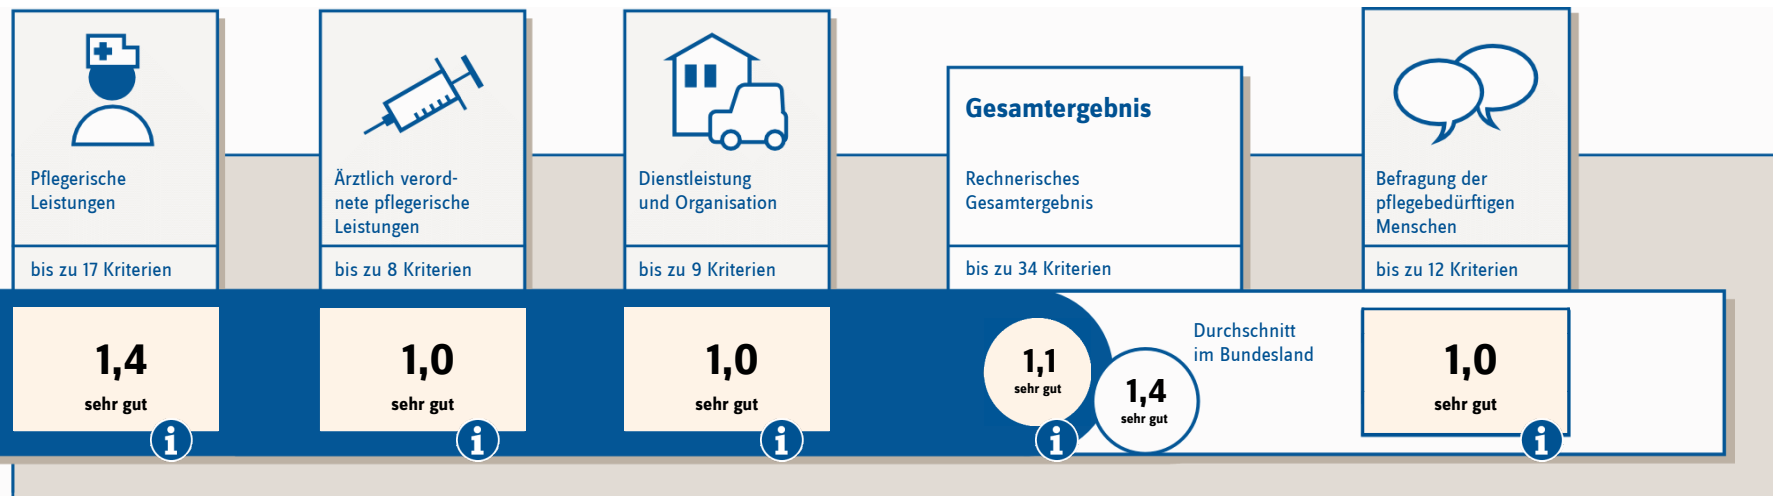 Pflegerische
Leistungen
bis zu 17 Kriterien
1,4
sehr gut
i
Ärztlich verord-
nete pflegerische
Leistungen
bis zu 8 Kriterien
1,0
sehr gut
i
Dienstleistung
und Organisation
bis zu 9 Kriterien
1,0
sehr gut
i
Gesamtergebnis
Rechnerisches
Gesamtergebnis
bis zu 34 Kriterien
1,1
sehr gut
i
Durchschnitt
im Bundesland
1,4
sehr gut
Befragung der
pflegebedürftigen
Menschen
bis zu 12 Kriterien
1,0
sehr gut
i